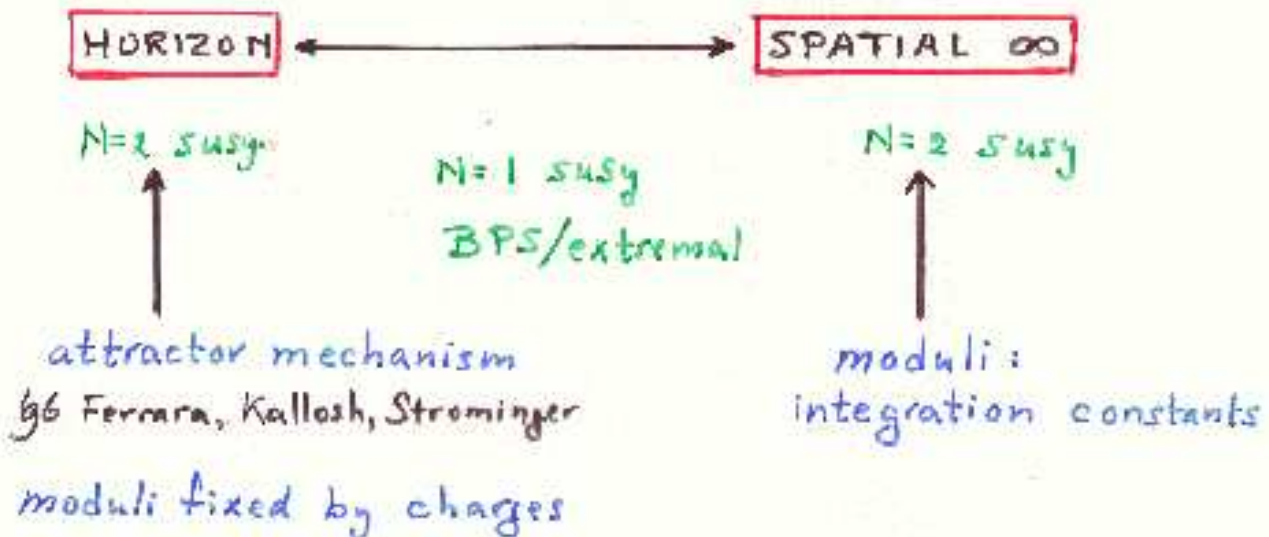 HORIZON SPATIAL ∞
N=2 susy. N=2 susy
N=1 susy
BPS/extremal
attractor mechanism moduli:
96 Ferrara, Kallosh, Strominger integration constants
moduli fixed by charges